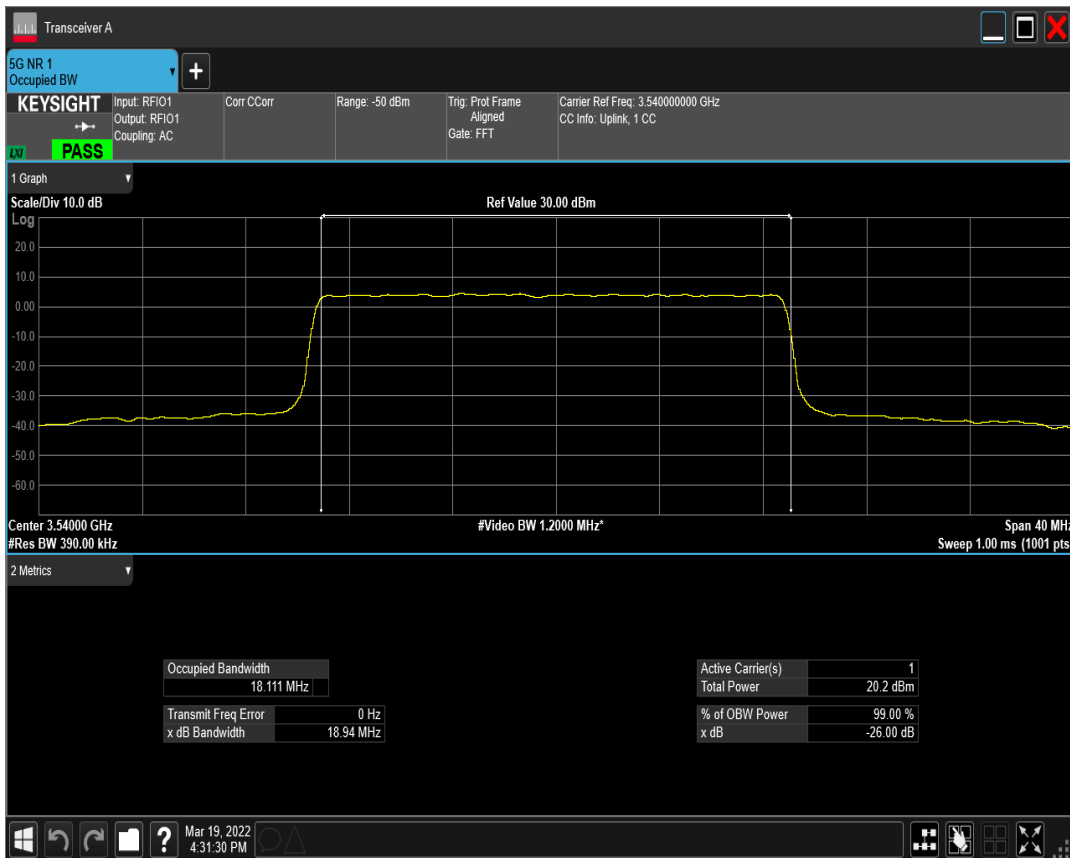 Transceiver A
5G NR 1
Occupied BW
+
KEYSIGHT
LXI
PASS
Input: RFIO1
Output: RFIO1
Coupling: AC
Corr CCorr
Range: -50 dBm
Trig: Prot Frame
Aligned
Gate: FFT
Carrier Ref Freq: 3.540000000 GHz
CC Info: Uplink, 1 CC
1 Graph
Scale/Div 10.0 dB
Ref Value 30.00 dBm
Log
20.0
10.0
0.00
-10.0
-20.0
-30.0
-40.0
-50.0
-60.0
Center 3.54000 GHz
#Video BW 1.2000 MHz*
Span 40 MHz
#Res BW 390.00 kHz
Sweep 1.00 ms (1001 pts
2 Metrics
Occupied Bandwidth
18.111 MHz
Transmit Freq Error 0 Hz
x dB Bandwidth 18.94 MHz
Active Carrier(s) 1
Total Power 20.2 dBm
% of OBW Power 99.00 %
x dB -26.00 dB
?
Mar 19, 2022
4:31:30 PM